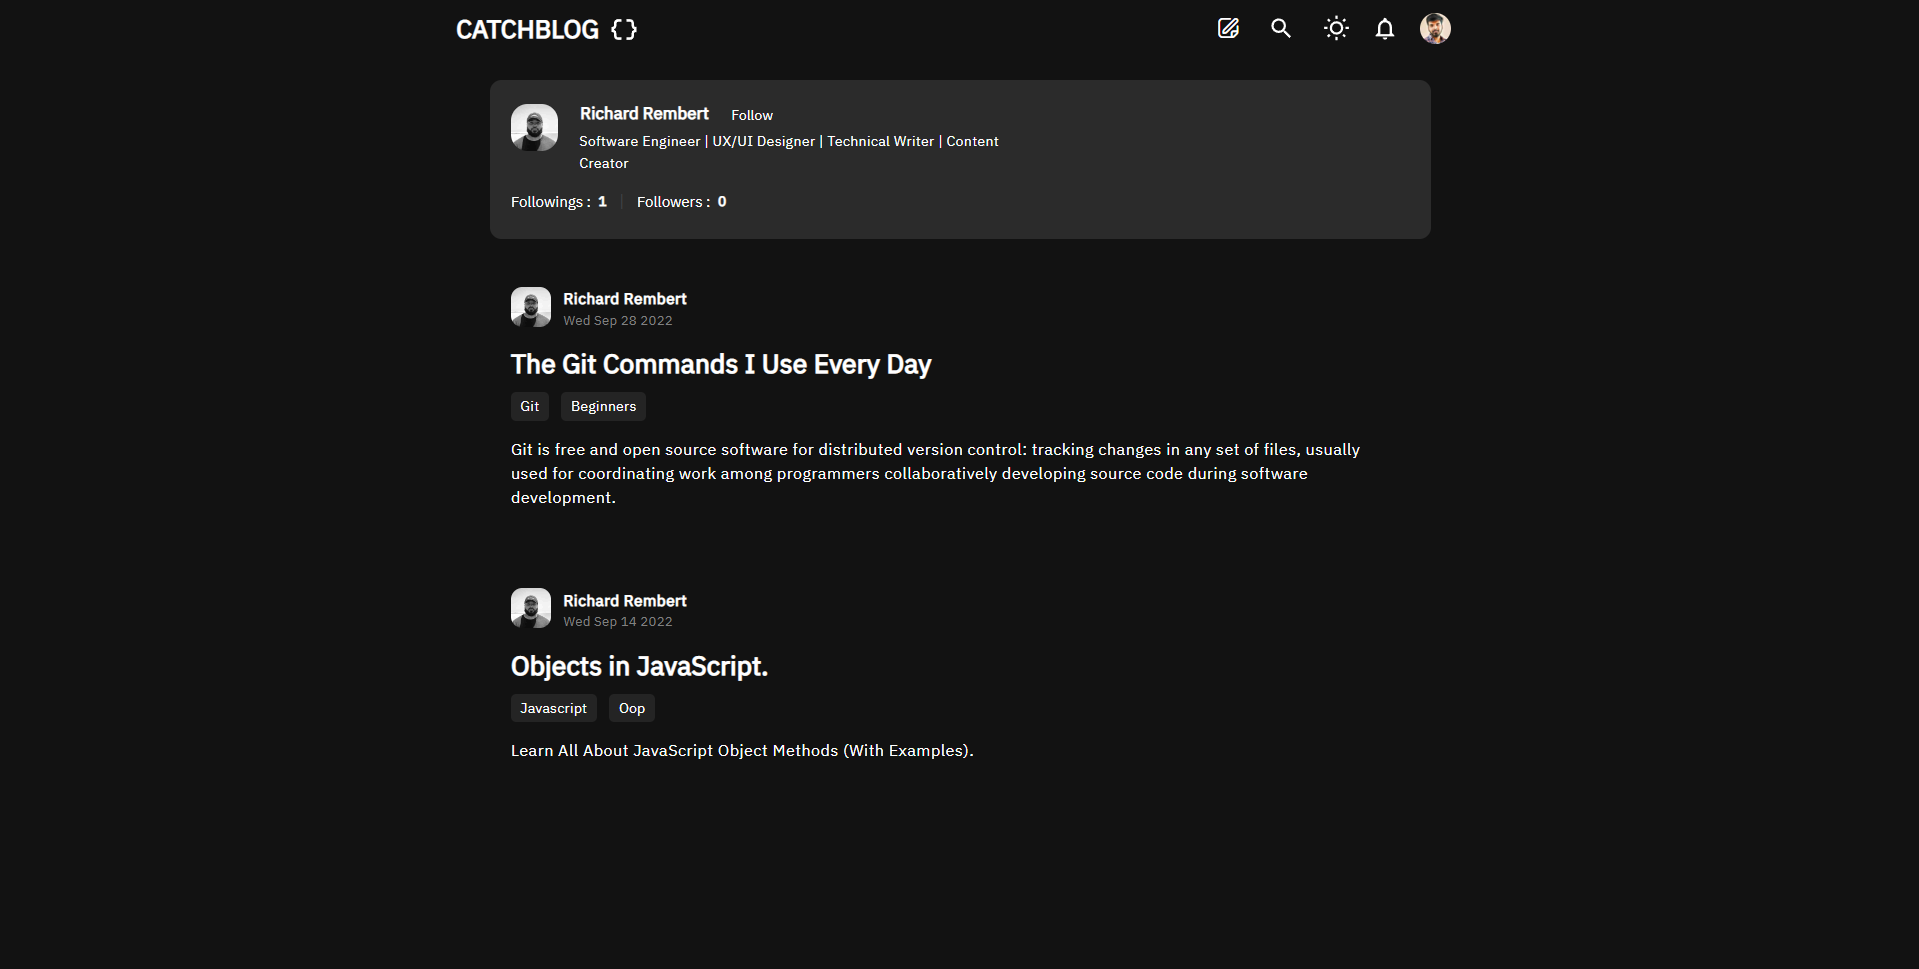 CATCHBLOG {}
Richard Rembert Follow
Software Engineer | UX/UI Designer | Technical Writer | Content
Creator
Followings : 1 | Followers : 0
Richard Rembert
Wed Sep 28 2022
The Git Commands I Use Every Day
Git Beginners
Git is free and open source software for distributed version control: tracking changes in any set of files, usually
used for coordinating work among programmers collaboratively developing source code during software
development.
Richard Rembert
Wed Sep 14 2022
Objects in JavaScript.
Javascript Oop
Learn All About JavaScript Object Methods (With Examples).